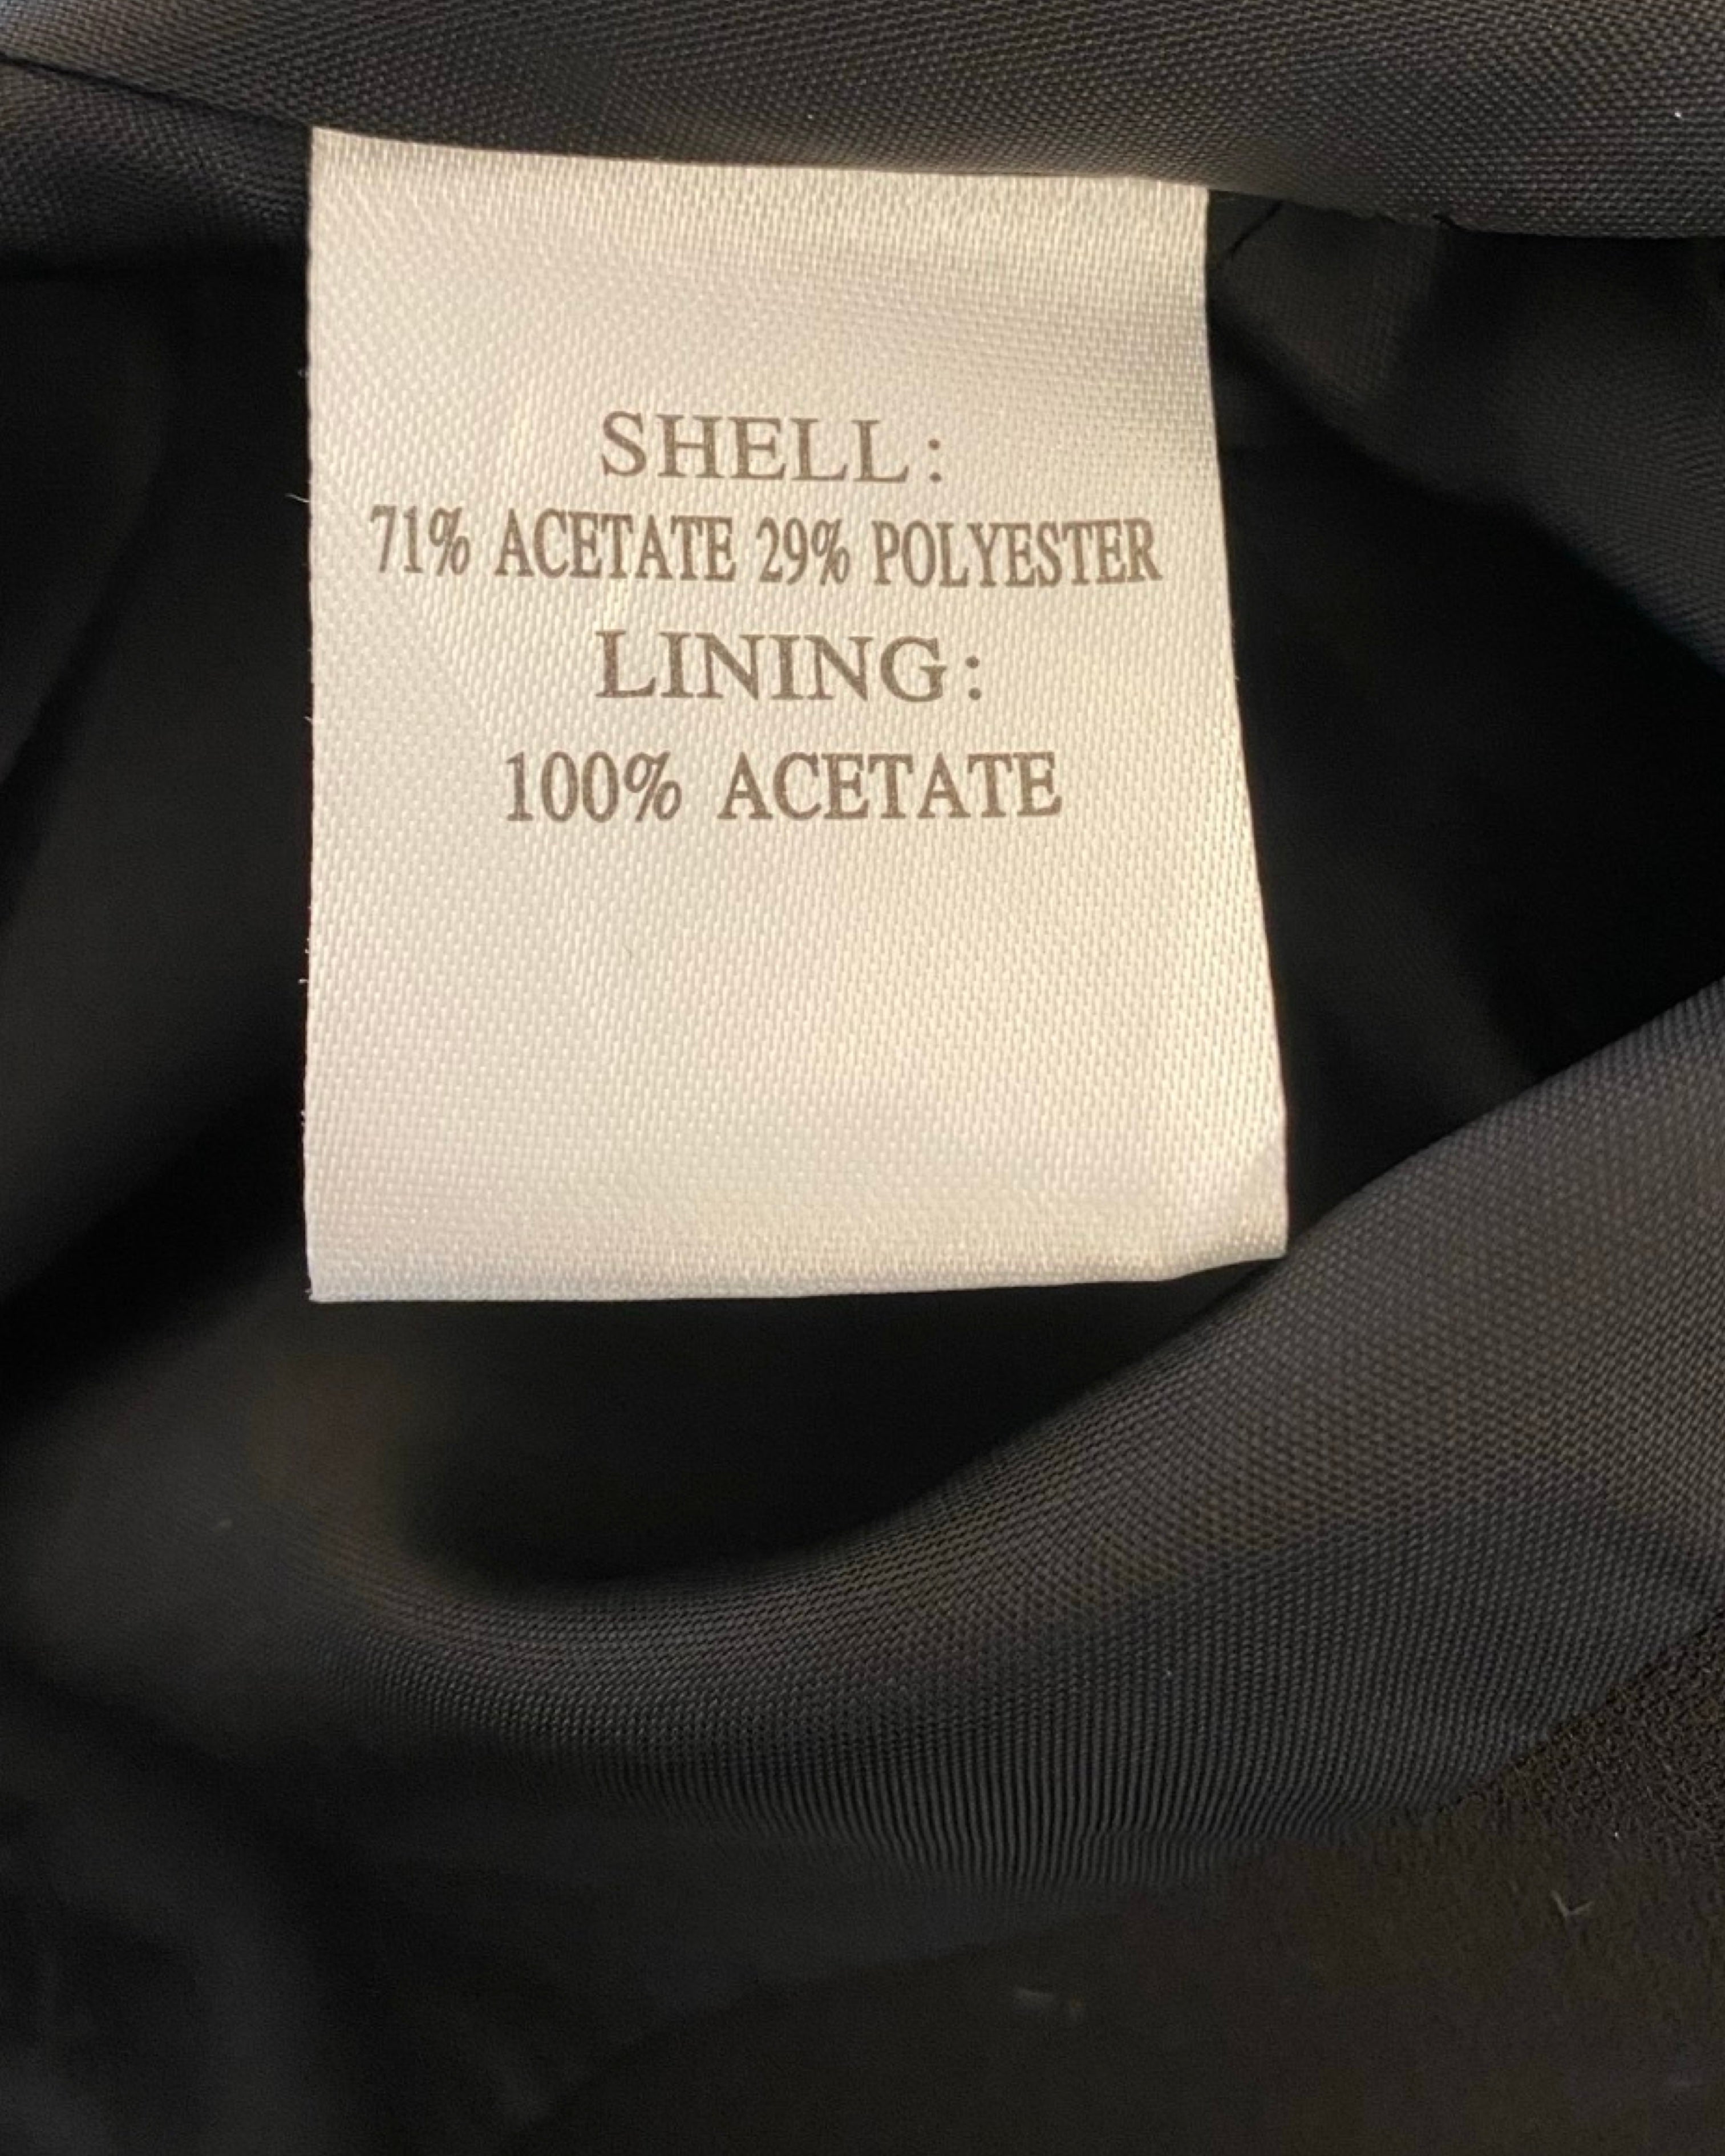 SHELL:
71% ACETATE 29% POLYESTER
LINING:
100% ACETATE